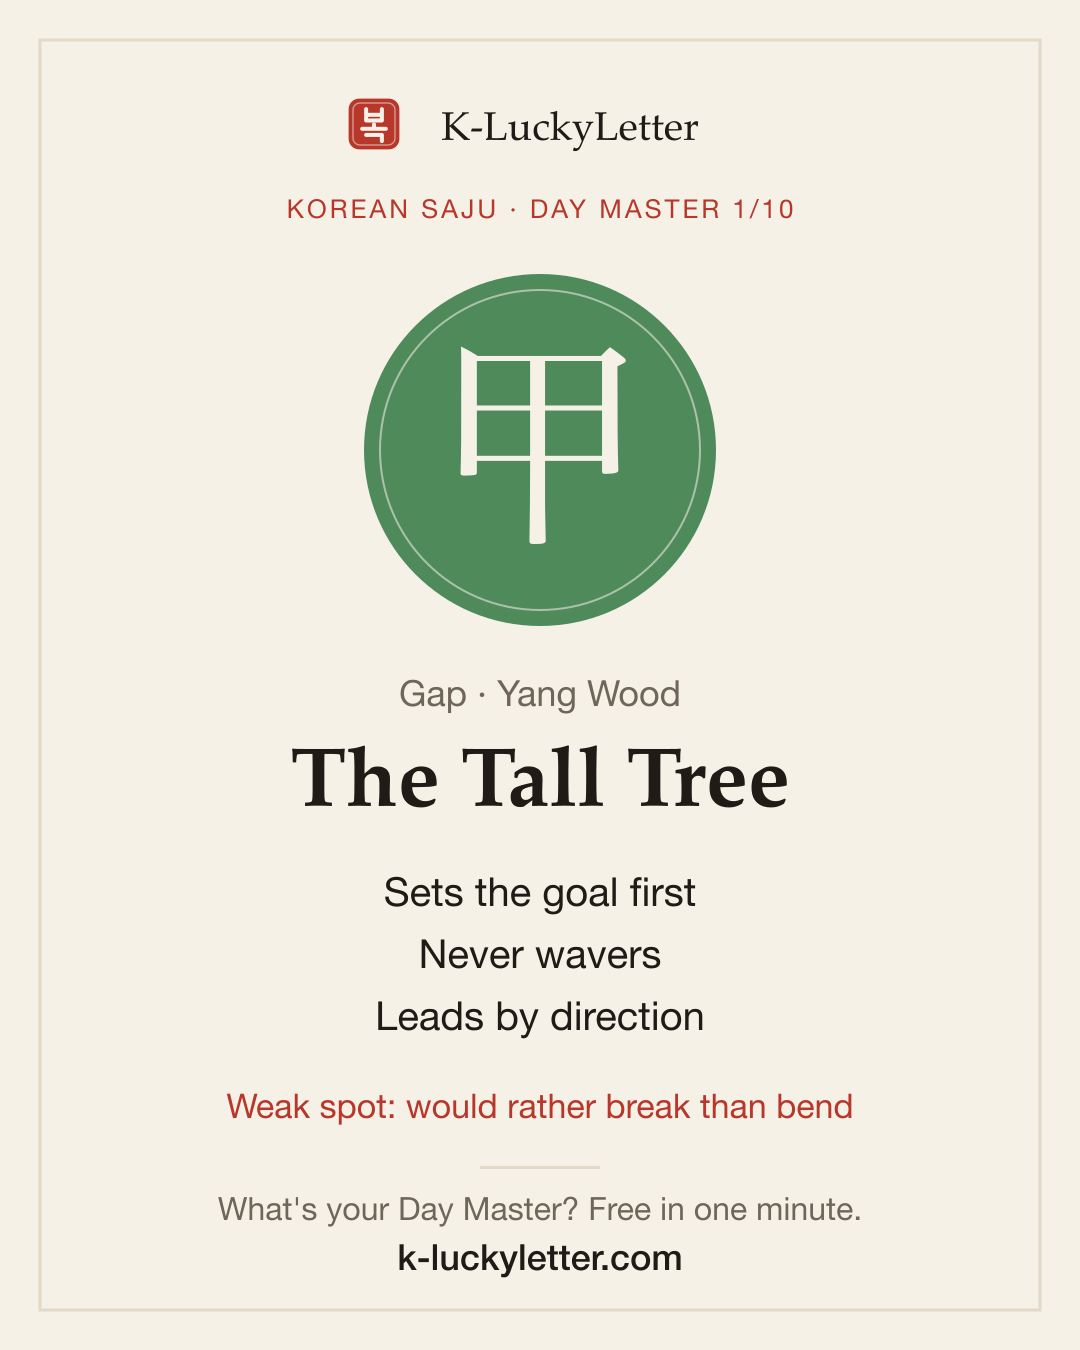 복 K-LuckyLetter
KOREAN SAJU · DAY MASTER 1/10
甲
Gap · Yang Wood
The Tall Tree
Sets the goal first
Never wavers
Leads by direction
Weak spot: would rather break than bend
What's your Day Master? Free in one minute.
k-luckyletter.com